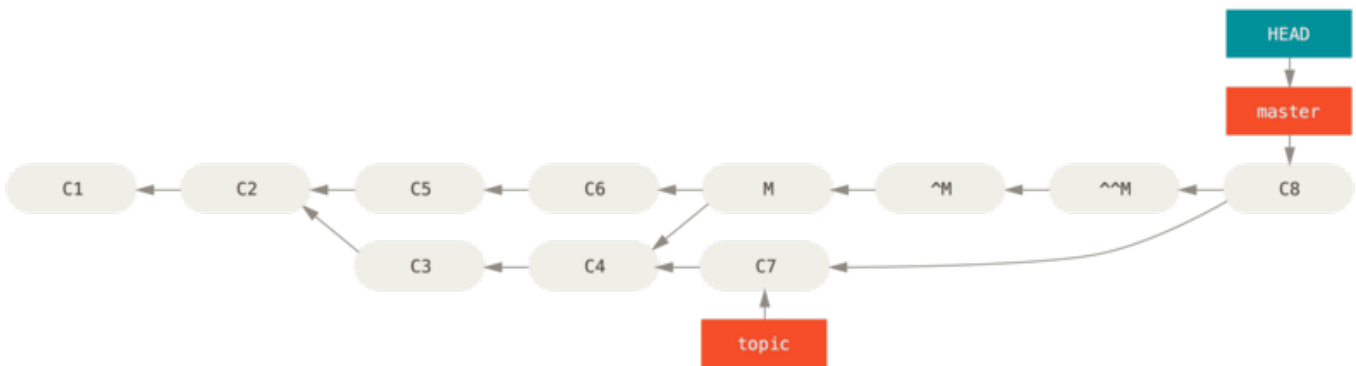 HEAD
master
C1 C2 C5 C6 M ^M ^^M C8
C3 C4 C7
topic